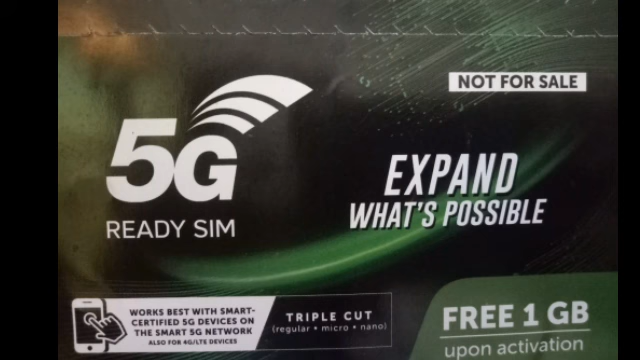 NOT FOR SALE
5G
READY SIM
EXPAND
WHAT'S POSSIBLE
WORKS BEST WITH SMART-
CERTIFIED 5G DEVICES ON
THE SMART 5G NETWORK
ALSO FOR 4G/LTE DEVICES
TRIPLE CUT
(regular • micro • nano)
FREE 1 GB
upon activation